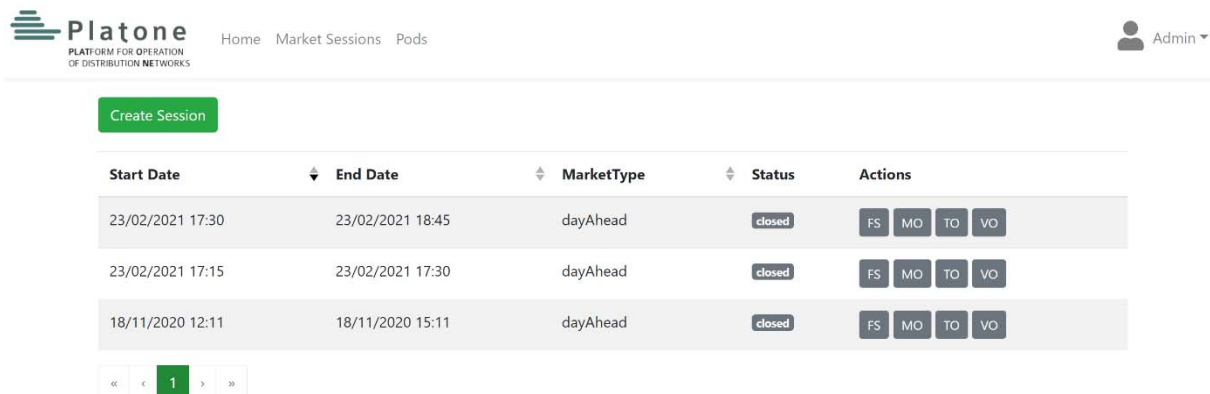 Platone
PLATFORM FOR OPERATION
OF DISTRIBUTION NETWORKS
Home Market Sessions Pods
Admin
Create Session
Start Date End Date MarketType Status Actions
23/02/2021 17:30 23/02/2021 18:45 dayAhead closed FS MO TO VO
23/02/2021 17:15 23/02/2021 17:30 dayAhead closed FS MO TO VO
18/11/2020 12:11 18/11/2020 15:11 dayAhead closed FS MO TO VO
« ‹ 1 › »